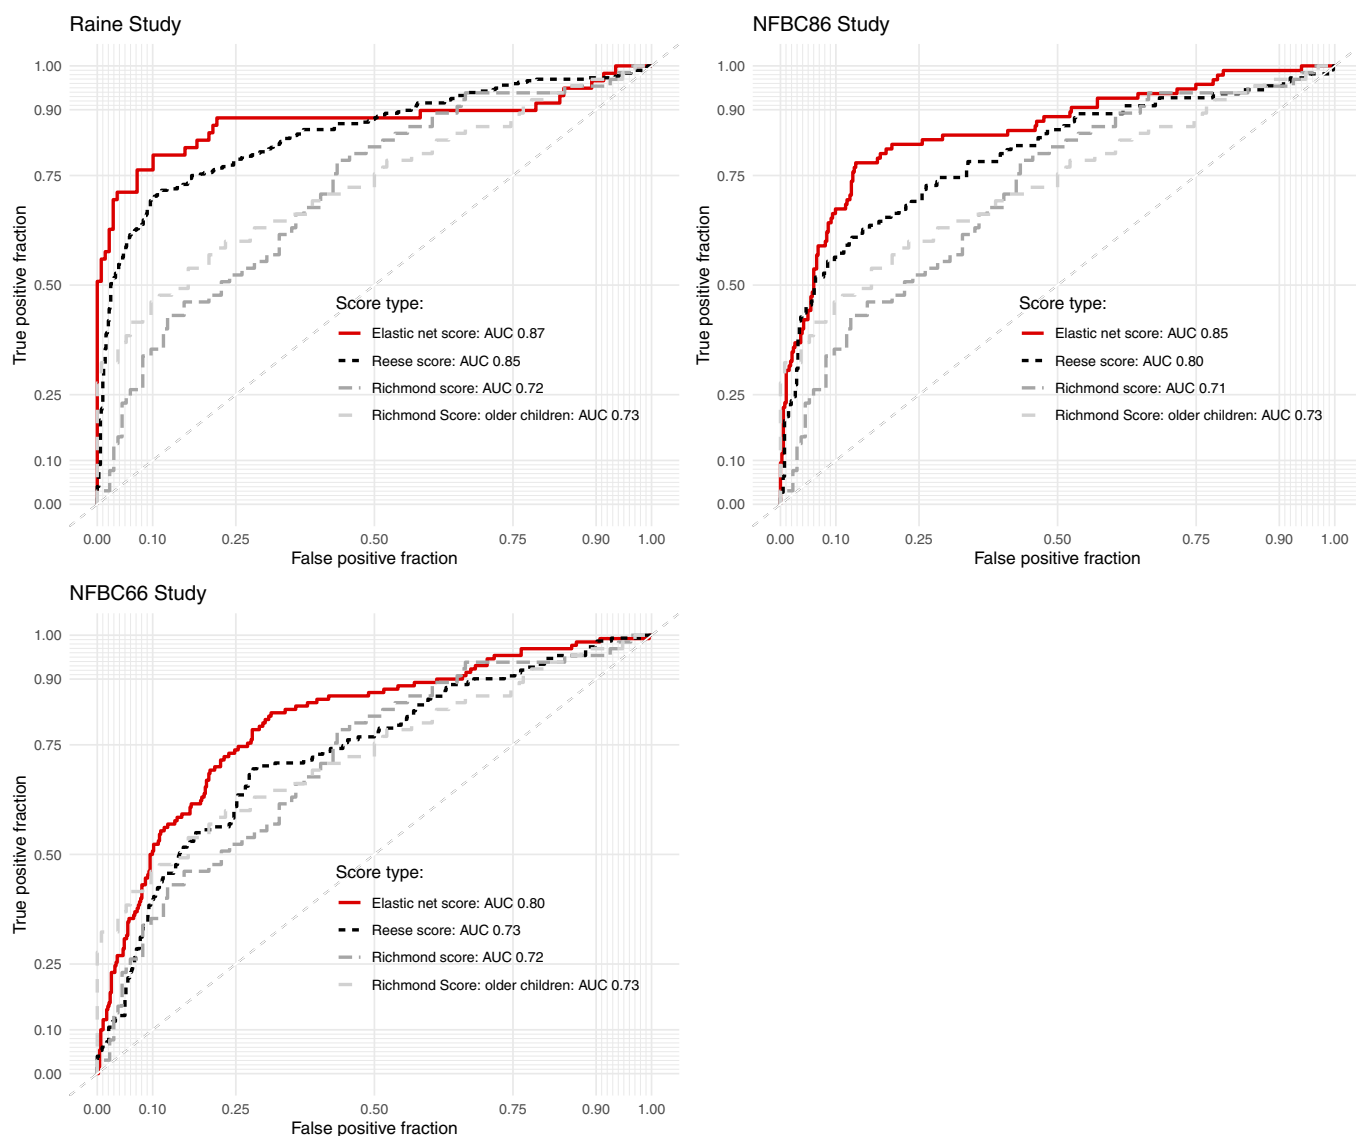 Raine Study
1.00
0.90
0.75
0.50
0.25
0.10
0.00
True positive fraction
Score type:
Elastic net score: AUC 0.87
Reese score: AUC 0.85
Richmond score: AUC 0.72
Richmond Score: older children: AUC 0.73
0.00 0.10 0.25 0.50 0.75 0.90 1.00
False positive fraction
NFBC86 Study
1.00
0.90
0.75
0.50
0.25
0.10
0.00
True positive fraction
Score type:
Elastic net score: AUC 0.85
Reese score: AUC 0.80
Richmond score: AUC 0.71
Richmond Score: older children: AUC 0.73
0.00 0.10 0.25 0.50 0.75 0.90 1.00
False positive fraction
NFBC66 Study
1.00
0.90
0.75
0.50
0.25
0.10
0.00
True positive fraction
Score type:
Elastic net score: AUC 0.80
Reese score: AUC 0.73
Richmond score: AUC 0.72
Richmond Score: older children: AUC 0.73
0.00 0.10 0.25 0.50 0.75 0.90 1.00
False positive fraction